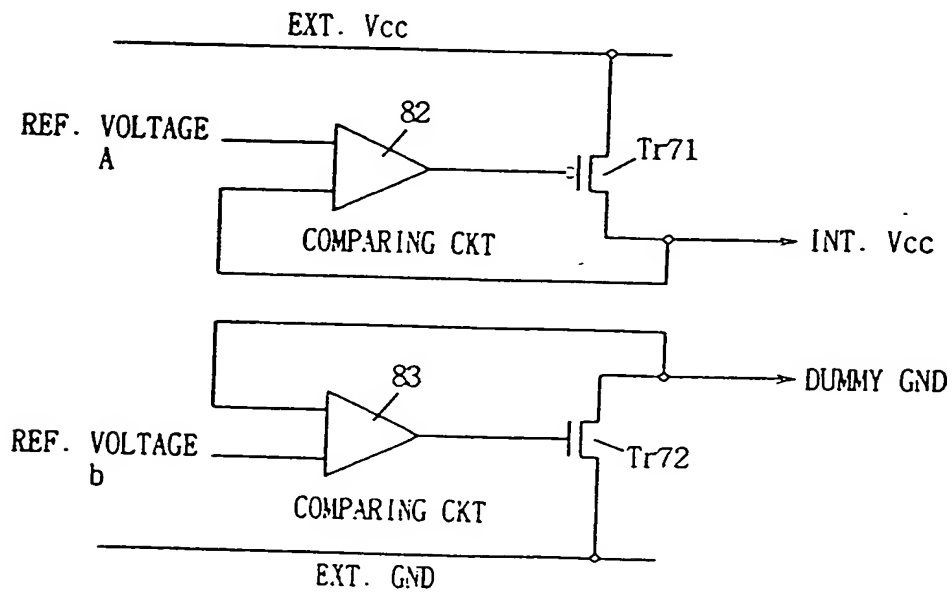 EXT. Vcc
82
REF. VOLTAGE
A
Tr71
COMPARING CKT
INT. Vcc
83
DUMMY GND
REF. VOLTAGE
b
Tr72
COMPARING CKT
EXT. GND